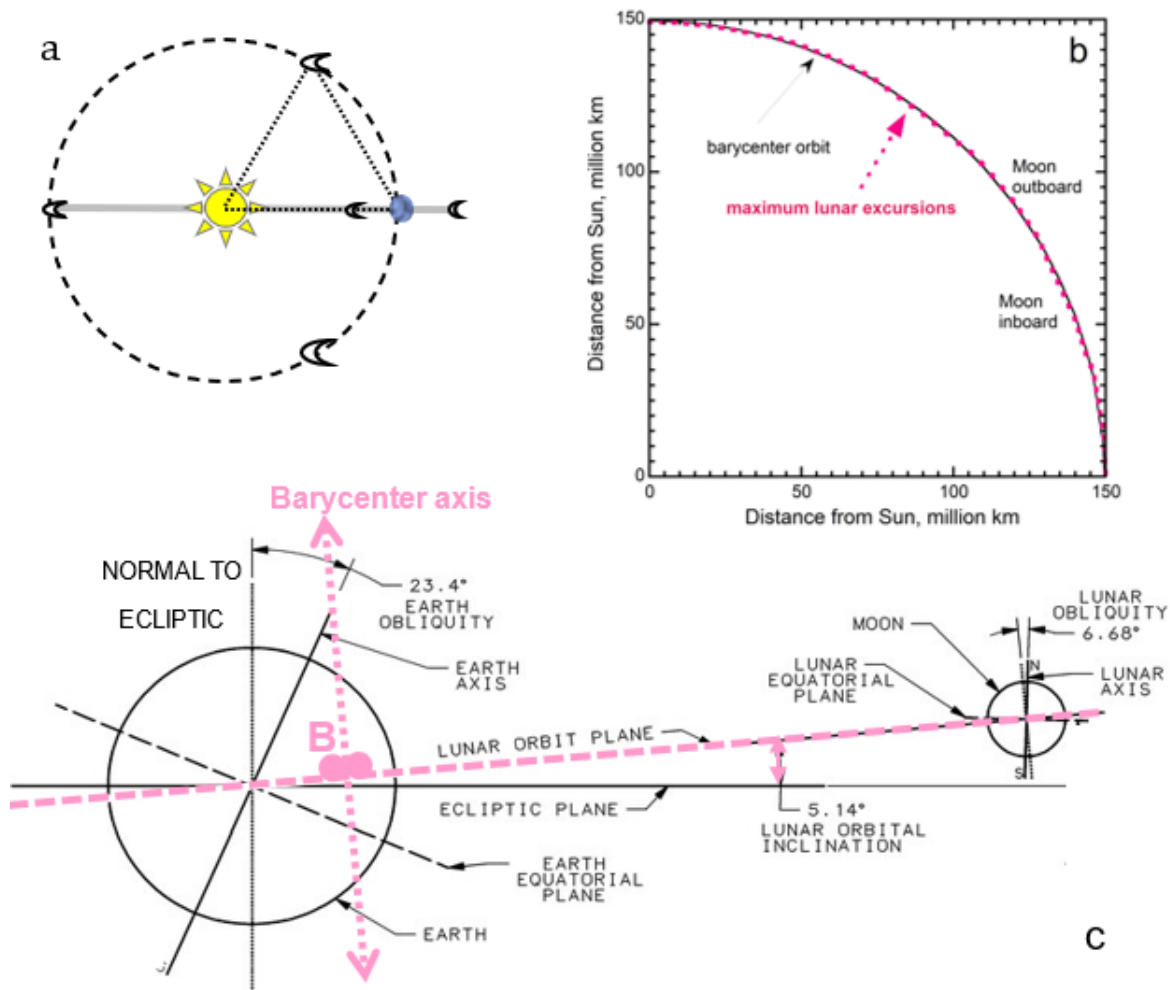 a
b
150
100
50
0
0
50
100
150
Distance from Sun, million km
Distance from Sun, million km
barycenter orbit
maximum lunar excursions
Moon
outboard
Moon
inboard
Barycenter axis
NORMAL TO
ECLIPTIC
23.4°
EARTH
OBLIQUITY
EARTH
AXIS
B
LUNAR ORBIT PLANE
ECLIPTIC PLANE
5.14°
LUNAR ORBITAL
INCLINATION
EARTH
EQUATORIAL
PLANE
EARTH
MOON
LUNAR
EQUATORIAL
PLANE
LUNAR
OBLIQUITY
6.68°
N
LUNAR
AXIS
S
c